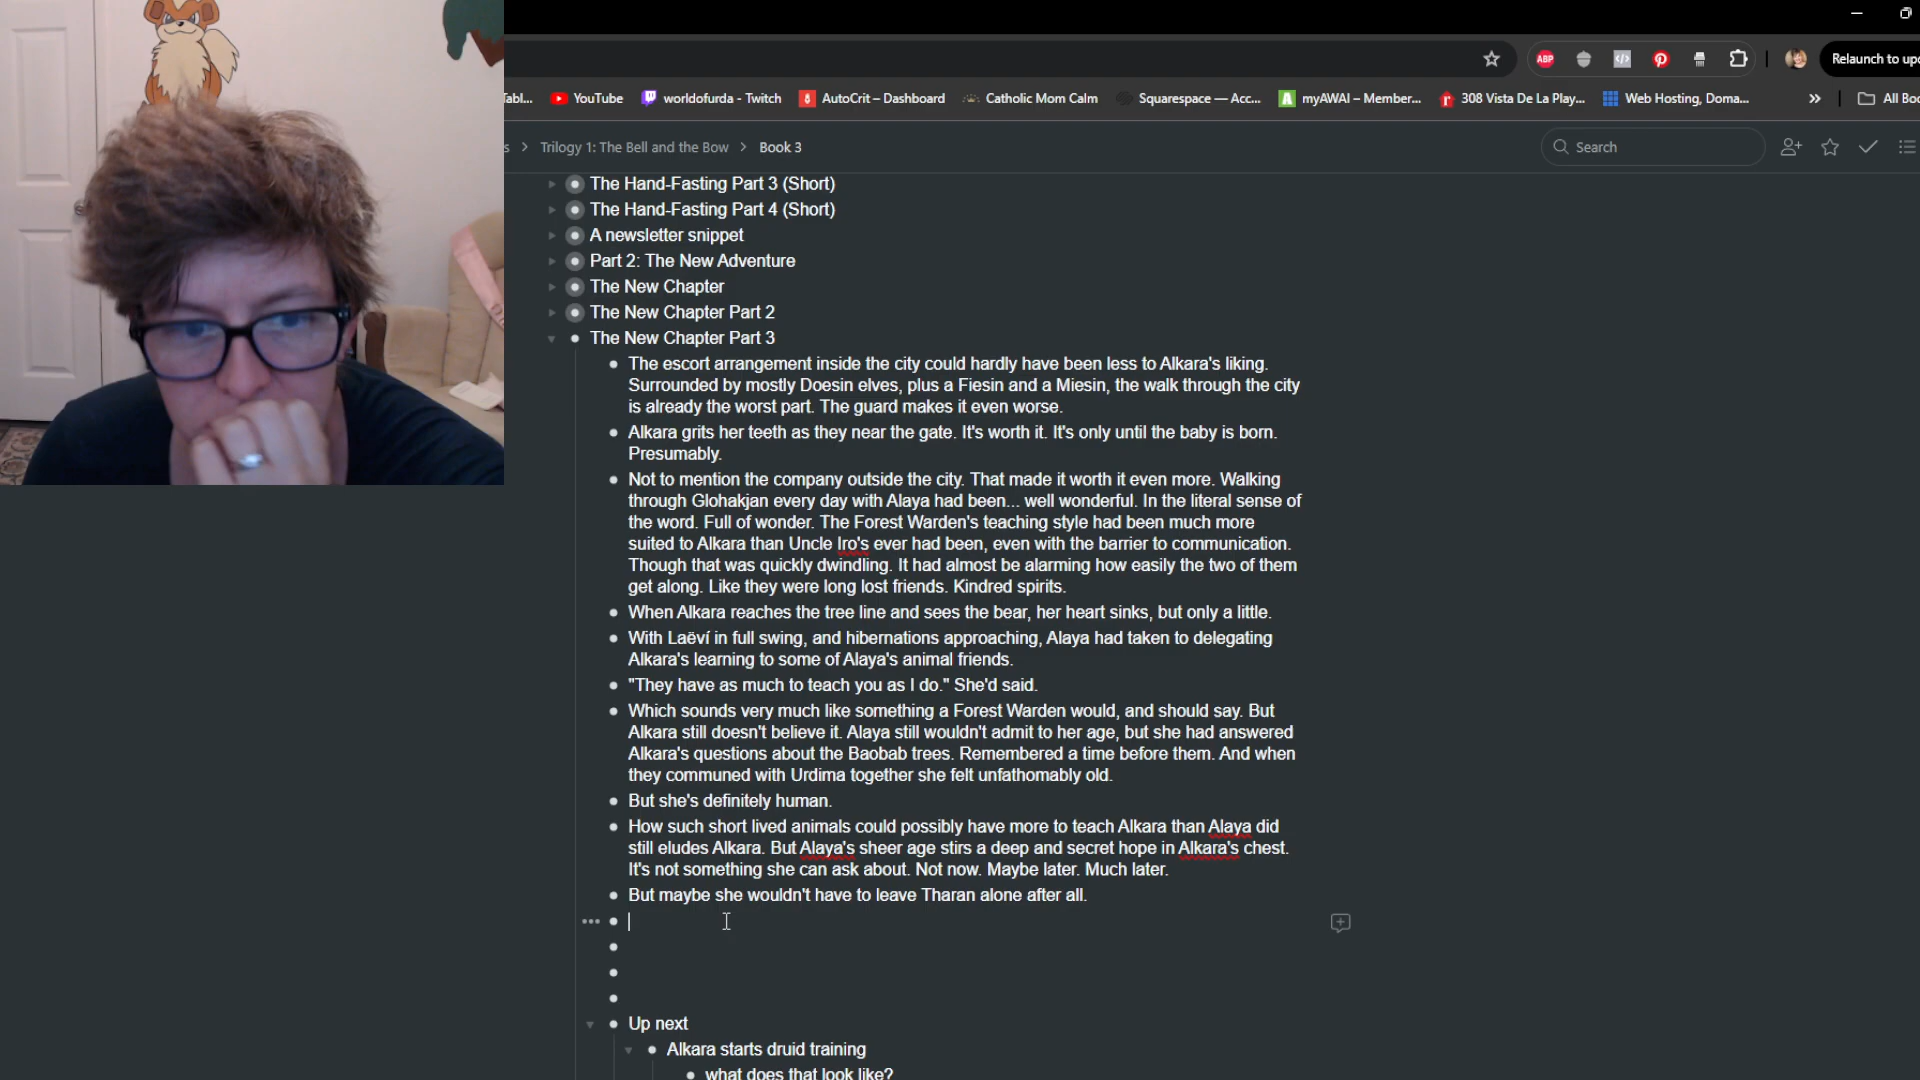 ABP
Relaunch to upc
Tabl...
YouTube
worldofurda - Twitch
AutoCrit – Dashboard
Catholic Mom Calm
Squarespace — Acc...
myAWAI – Member...
308 Vista De La Play...
Web Hosting, Doma...
»
All Boo
s > Trilogy 1: The Bell and the Bow > Book 3
Search
The Hand-Fasting Part 3 (Short)
The Hand-Fasting Part 4 (Short)
A newsletter snippet
Part 2: The New Adventure
The New Chapter
The New Chapter Part 2
The New Chapter Part 3
The escort arrangement inside the city could hardly have been less to Alkara's liking.
Surrounded by mostly Doesin elves, plus a Fiesin and a Miesin, the walk through the city
is already the worst part. The guard makes it even worse.
Alkara grits her teeth as they near the gate. It's worth it. It's only until the baby is born.
Presumably.
Not to mention the company outside the city. That made it worth it even more. Walking
through Glohakjan every day with Alaya had been... well wonderful. In the literal sense of
the word. Full of wonder. The Forest Warden's teaching style had been much more
suited to Alkara than Uncle Iro's ever had been, even with the barrier to communication.
Though that was quickly dwindling. It had almost be alarming how easily the two of them
get along. Like they were long lost friends. Kindred spirits.
When Alkara reaches the tree line and sees the bear, her heart sinks, but only a little.
With Laëví in full swing, and hibernations approaching, Alaya had taken to delegating
Alkara's learning to some of Alaya's animal friends.
"They have as much to teach you as I do." She'd said.
Which sounds very much like something a Forest Warden would, and should say. But
Alkara still doesn't believe it. Alaya still wouldn't admit to her age, but she had answered
Alkara's questions about the Baobab trees. Remembered a time before them. And when
they communed with Urdima together she felt unfathomably old.
But she's definitely human.
How such short lived animals could possibly have more to teach Alkara than Alaya did
still eludes Alkara. But Alaya's sheer age stirs a deep and secret hope in Alkara's chest.
It's not something she can ask about. Not now. Maybe later. Much later.
But maybe she wouldn't have to leave Tharan alone after all.
Up next
Alkara starts druid training
what does that look like?